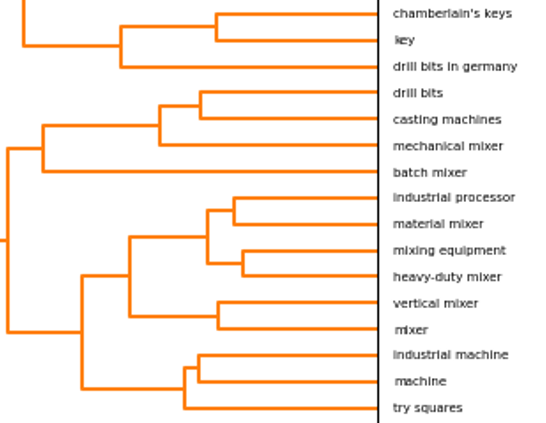 chamberlain's keys
key
drill bits in germany
drill bits
casting machines
mechanical mixer
batch mixer
industrial processor
material mixer
mixing equipment
heavy-duty mixer
vertical mixer
mixer
industrial machine
machine
try squares